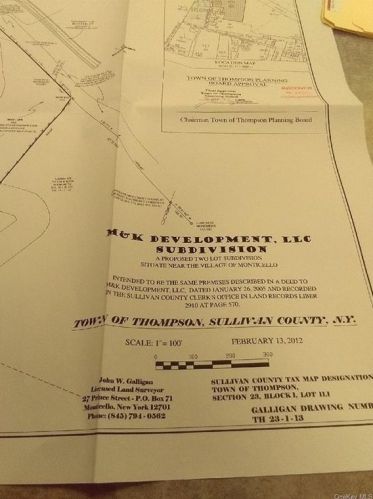 LOCATION MAP
TOWN OF THOMPSON PLANNING
BOARD APPROVAL
Chairman Town of Thompson Planning Board
M&K DEVELOPMENT, LLC
SUBDIVISION
A PROPOSED TWO LOT SUBDIVISION
SITUATE NEAR THE VILLAGE OF MONTICELLO
INTENDED TO BE THE SAME PREMISES DESCRIBED IN A DEED TO
M&K DEVELOPMENT, LLC, DATED JANUARY 26, 2005 AND RECORDED
IN THE SULLIVAN COUNTY CLERK'S OFFICE IN LAND RECORDS LIBER
2910 AT PAGE 570.
TOWN OF THOMPSON, SULLIVAN COUNTY, N.Y.
SCALE: 1" = 100'
FEBRUARY 13, 2012
100 200 300
John W. Galligan
Licensed Land Surveyor
27 Prince Street - P.O. Box 71
Monticello, New York 12701
Phone: (845) 794-0562
SULLIVAN COUNTY TAX MAP DESIGNATION
TOWN OF THOMPSON,
SECTION 23, BLOCK 1, LOT 11.1
GALLIGAN DRAWING NUMB
TH 23-1-13
OneKey MLS